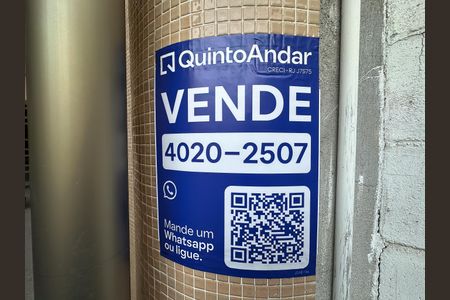 QuintoAndar
CRECI-RJ J7575
VENDE
4020-2507
Mande um
Whatsapp
ou ligue.